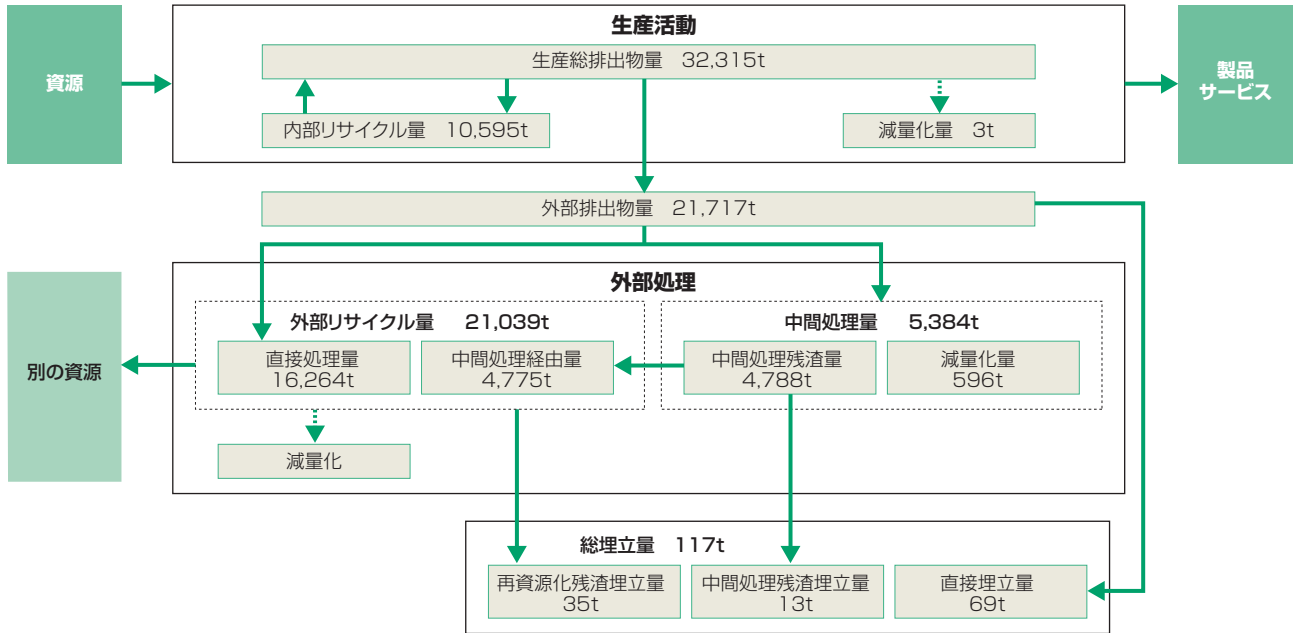 資源
生産活動
生産総排出物量　32,315t
内部リサイクル量　10,595t
減量化量　3t
製品
サービス
外部排出物量　21,717t
別の資源
外部処理
外部リサイクル量　21,039t
直接処理量
16,264t
中間処理経由量
4,775t
減量化
中間処理量　5,384t
中間処理残渣量
4,788t
減量化量
596t
総埋立量　117t
再資源化残渣埋立量
35t
中間処理残渣埋立量
13t
直接埋立量
69t